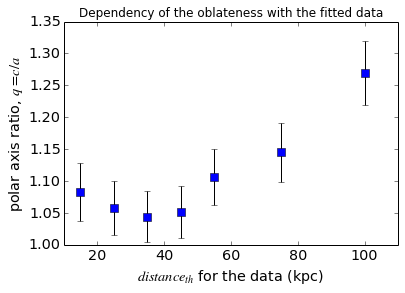 Dependency of the oblateness with the fitted data
1.35
1.30
1.25
1.20
1.15
1.10
1.05
1.00
polar axis ratio, q=c/a
20 40 60 80 100
distance_th for the data (kpc)